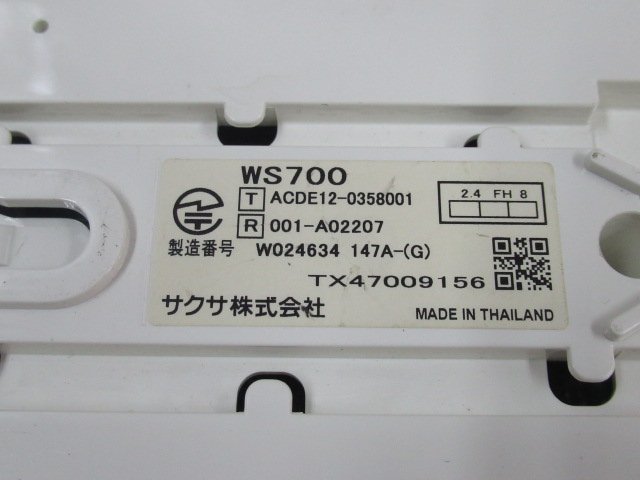 WS700
T ACDE12-0358001
2.4 FH 8
R 001-A02207
製造番号 W024634 147A-(G)
TX47009156
サクサ株式会社
MADE IN THAILAND